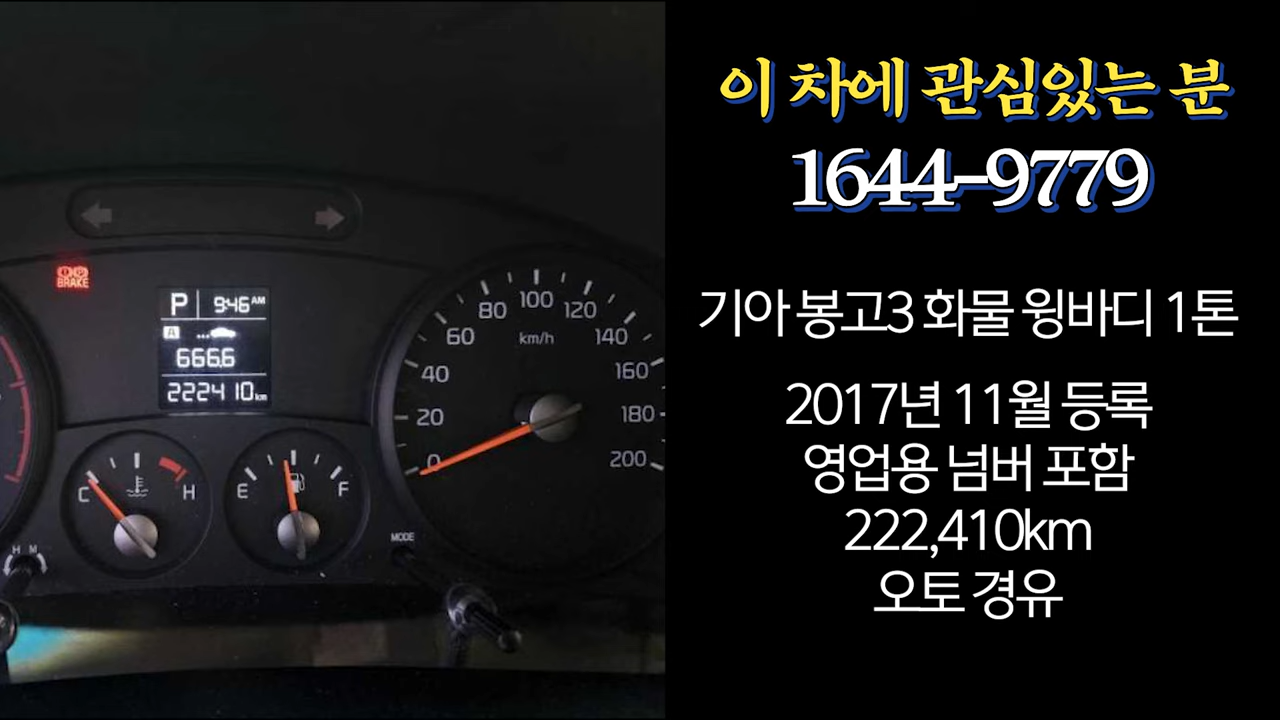 이 차에 관심있는 분
1644-9779
기아 봉고3 화물 윙바디 1톤
2017년 11월 등록
영업용 넘버 포함
222,410km
오토 경유
BRAKE
P 9:46 AM
A
666.6
222410 km
C H
E F
H M
MODE
km/h
0 20 40 60 80 100 120 140 160 180 200